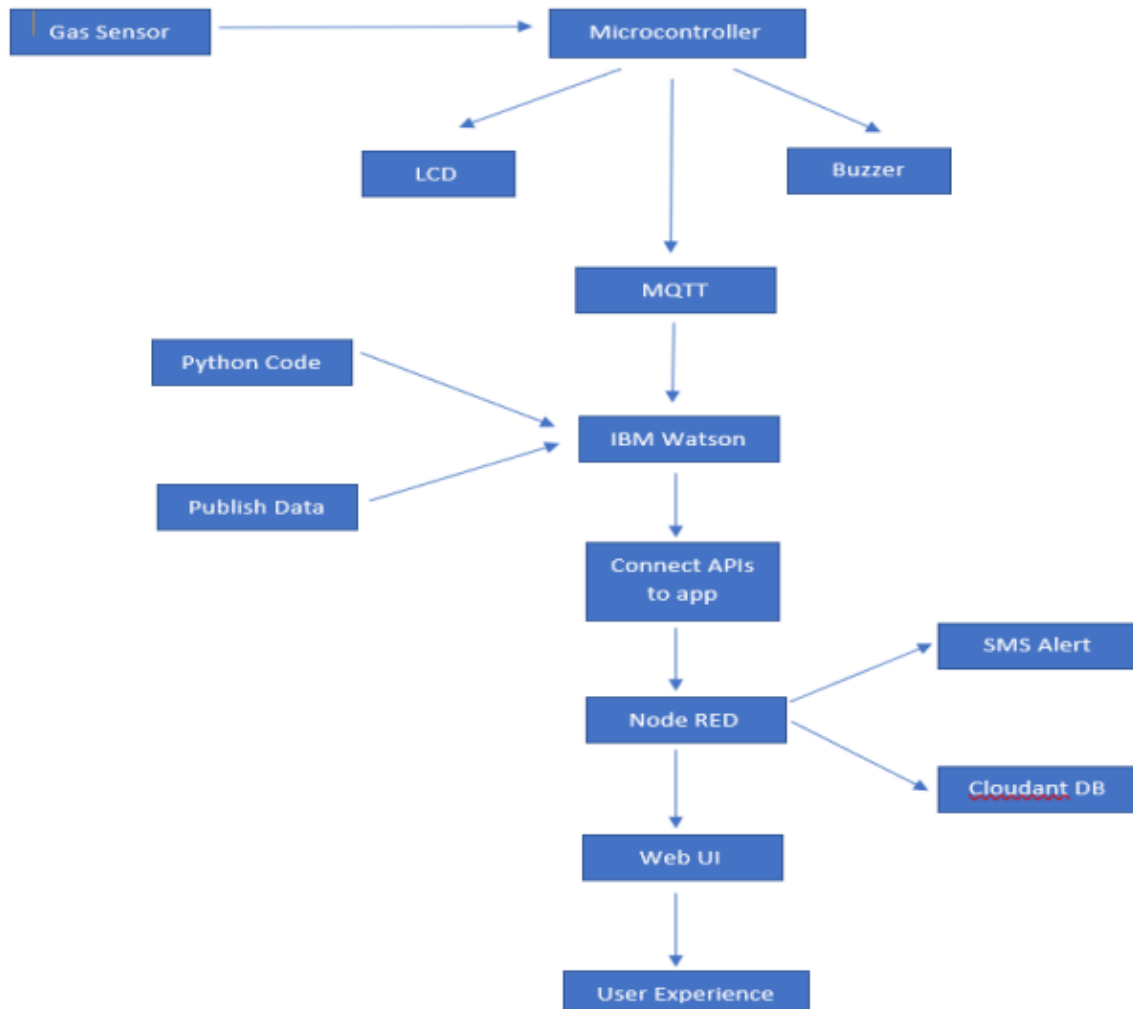 Gas Sensor
Microcontroller
LCD
Buzzer
MQTT
Python Code
IBM Watson
Publish Data
Connect APIs
to app
SMS Alert
Node RED
Cloudant DB
Web UI
User Experience